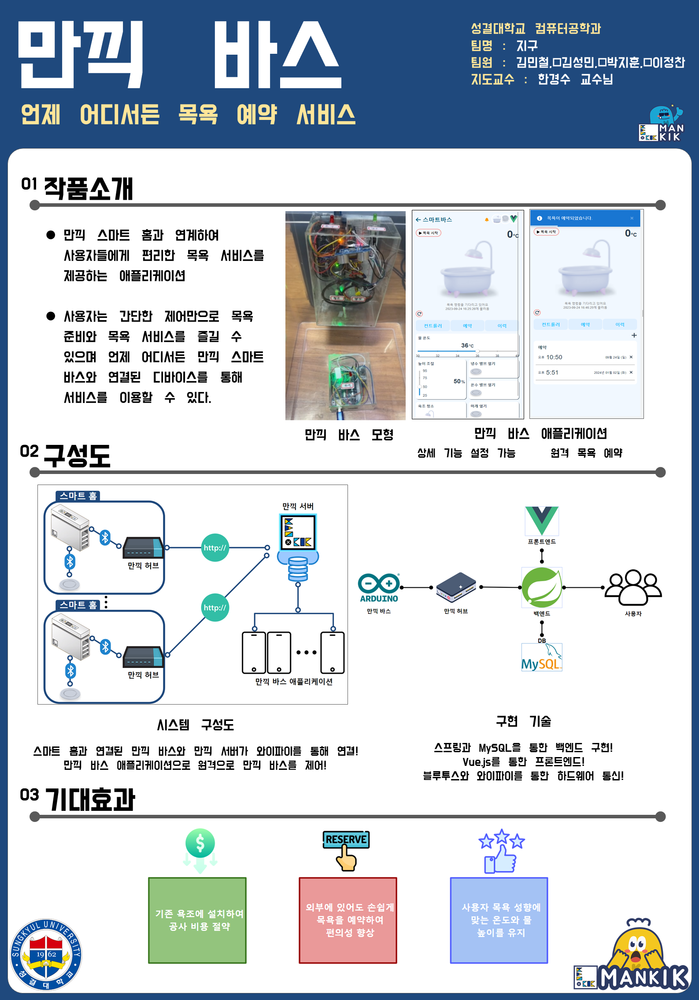 만끽 바스
언제 어디서든 목욕 예약 서비스
성결대학교 컴퓨터공학과
팀명 : 지구
팀원 : 김민철,□김성민,□박지훈,□이정찬
지도교수 : 한경수 교수님
MAN
KIK
01 작품소개
● 만끽 스마트 홈과 연계하여
사용자들에게 편리한 목욕 서비스를
제공하는 애플리케이션
● 사용자는 간단한 제어만으로 목욕
준비와 목욕 서비스를 즐길 수
있으며 언제 어디서든 만끽 스마트
바스와 연결된 디바이스를 통해
서비스를 이용할 수 있다.
만끽 바스 모형
← 스마트바스
▶ 목욕 시작
0°C
목욕 명령을 기다리고 있어요
2023-09-24 16:25:26에 불러옴
컨트롤러 예약 이력
물 온도
36°C
30 32 34 36 38 40
높이 조절
95
75
50
25
50%
냉수 밸브 열기
온수 밸브 열기
욕조 청소
마개 열기
목욕이 예약되었습니다. ×
▶ 목욕 시작
0°C
목욕 명령을 기다리고 있어요
2023-09-24 16:46:25에 불러옴
컨트롤러 예약 이력
+
예약
오후 10:50 09월 24일 (일) ×
오후 5:51 2024년 01월 02일 (화) ×
만끽 바스 애플리케이션
상세 기능 설정 가능 원격 목욕 예약
02 구성도
스마트 홈
만끽 허브
http://
만끽 서버
스마트 홈
만끽 허브
http://
만끽 바스 애플리케이션
프론트엔드
ARDUINO
만끽 바스
만끽 허브
백엔드
사용자
DB
MySQL
시스템 구성도
스마트 홈과 연결된 만끽 바스와 만끽 서버가 와이파이를 통해 연결!
만끽 바스 애플리케이션으로 원격으로 만끽 바스를 제어!
구현 기술
스프링과 MySQL을 통한 백엔드 구현!
Vue.js를 통한 프론트엔드!
블루투스와 와이파이를 통한 하드웨어 통신!
03 기대효과
RESERVE
기존 욕조에 설치하여
공사 비용 절약
외부에 있어도 손쉽게
목욕을 예약하여
편의성 향상
사용자 목욕 성향에
맞는 온도와 물
높이를 유지
SUNGKYUL UNIVERSITY
1962
성결대학교
MANKIK